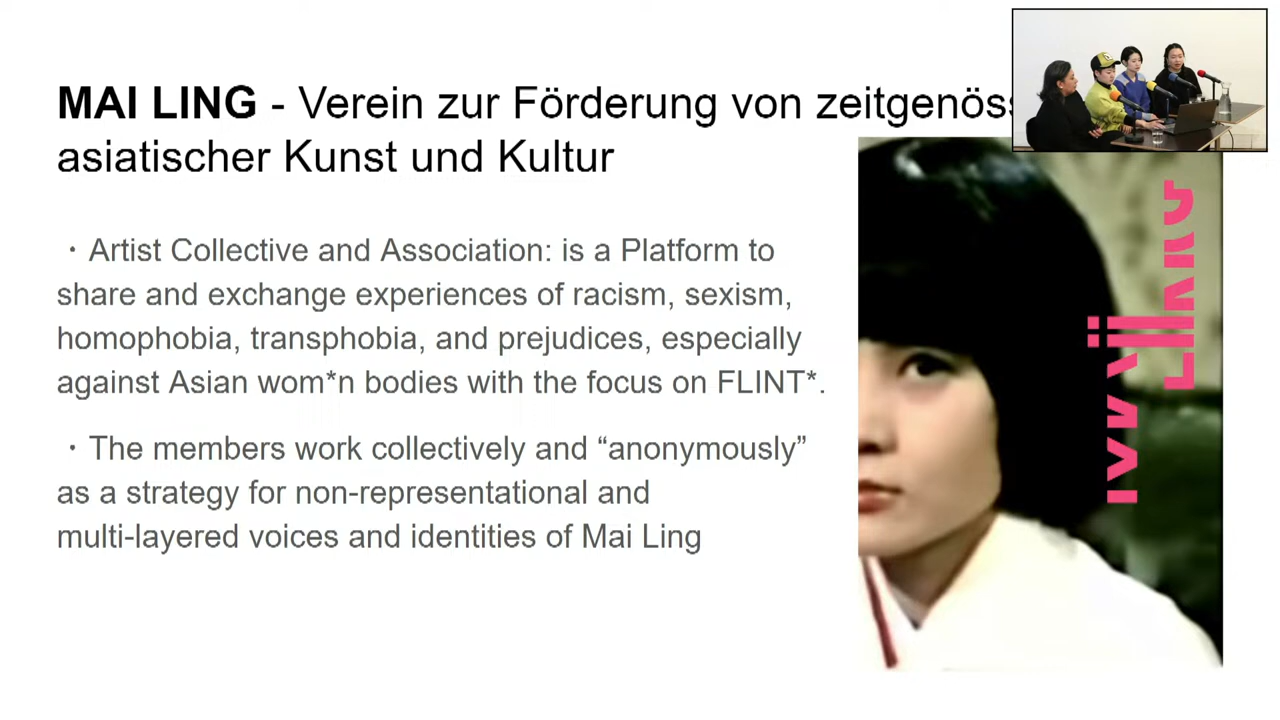 MAI LING - Verein zur Förderung von
asiatischer Kunst und Kultur
・Artist Collective and Association: is a Platform to
share and exchange experiences of racism, sexism,
homophobia, transphobia, and prejudices, especially
against Asian wom*n bodies with the focus on FLINT*.
・The members work collectively and “anonymously”
as a strategy for non-representational and
multi-layered voices and identities of Mai Ling
MAI
LING